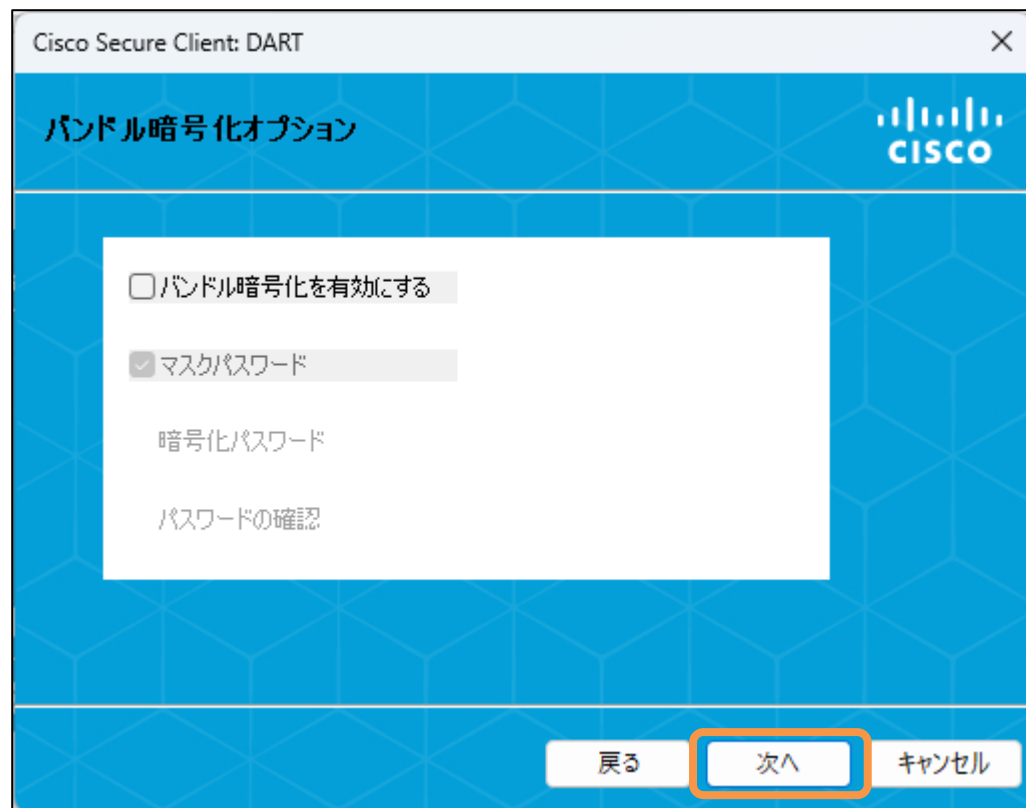 Cisco Secure Client: DART
バンドル暗号化オプション
CISCO
バンドル暗号化を有効にする
マスクパスワード
暗号化パスワード
パスワードの確認
戻る
次へ
キャンセル